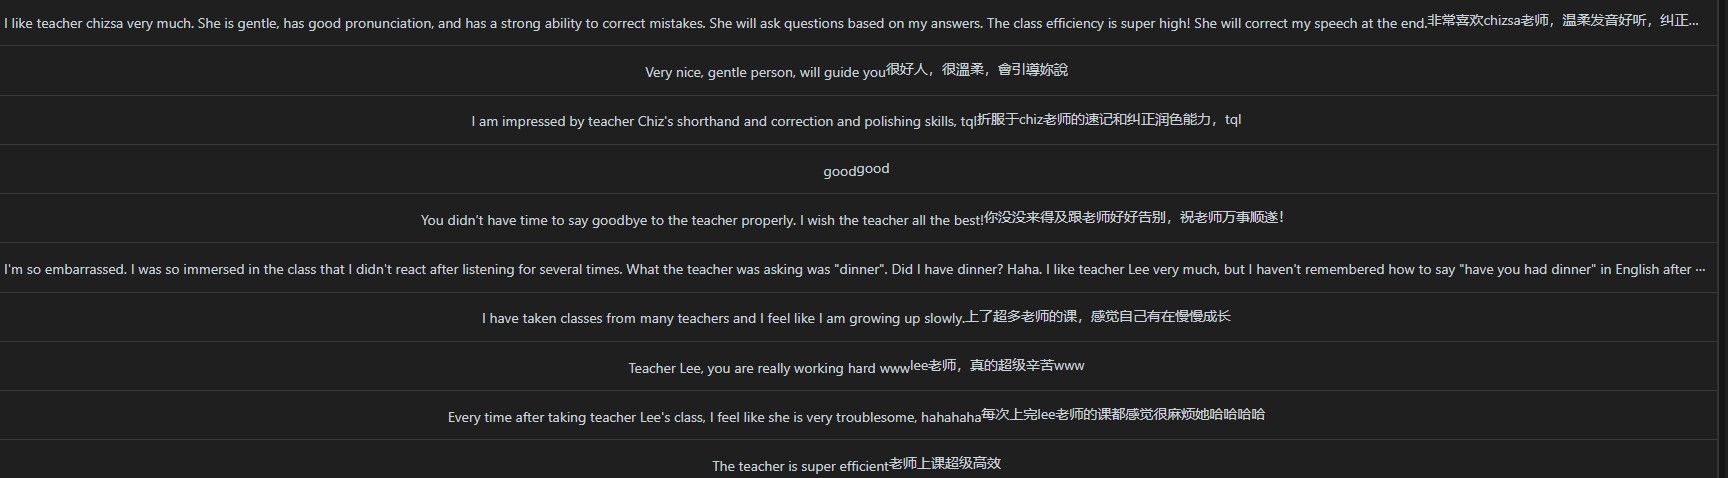 I like teacher chizsa very much. She is gentle, has good pronunciation, and has a strong ability to correct mistakes. She will ask questions based on my answers. The class efficiency is super high! She will correct my speech at the end.非常喜欢chizsa老师，温柔发音好听，纠正...
Very nice, gentle person, will guide you很好人，很溫柔，會引導妳說
I am impressed by teacher Chiz's shorthand and correction and polishing skills, tql折服于chiz老师的速记和纠正润色能力，tql
goodgood
You didn’t have time to say goodbye to the teacher properly. I wish the teacher all the best!你没没来得及跟老师好好告别，祝老师万事顺遂！
I'm so embarrassed. I was so immersed in the class that I didn't react after listening for several times. What the teacher was asking was "dinner". Did I have dinner? Haha. I like teacher Lee very much, but I haven't remembered how to say "have you had dinner" in English after ...
I have taken classes from many teachers and I feel like I am growing up slowly.上了超多老师的课，感觉自己有在慢慢成长
Teacher Lee, you are really working hard wwwlee老师，真的超级辛苦www
Every time after taking teacher Lee's class, I feel like she is very troublesome, hahahaha每次上完lee老师的课都感觉很麻烦她哈哈哈哈
The teacher is super efficient老师上课超级高效